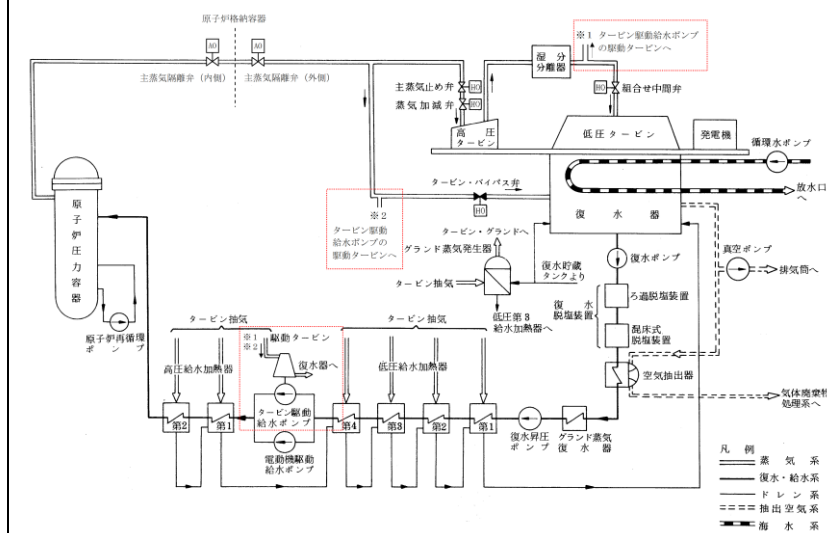 原子炉格納容器
AO
AO
主蒸気隔離弁(内側)
主蒸気隔離弁(外側)
※1 タービン駆動給水ポンプ
の駆動タービンへ
湿分
分離器
主蒸気止め弁
HO
蒸気加減弁
HO
HO
組合せ中間弁
高圧
タービン
低圧タービン
発電機
循環水ポンプ
放水口
へ
タービン・バイパス弁
HO
復水器
※2
タービン駆動
給水ポンプの
駆動タービンへ
タービン・グランドへ
グランド蒸気発生器
タービン抽気
復水貯蔵
タンクより
低圧第3
給水加熱器へ
復水ポンプ
真空ポンプ
排気筒へ
復水
脱塩装置
ろ過脱塩装置
混床式
脱塩装置
空気抽出器
気体廃棄物
処理系へ
原子炉圧力容器
原子炉再循環
ポンプ
タービン抽気
高圧給水加熱器
※1
※2
駆動タービン
復水器へ
タービン抽気
低圧給水加熱器
第2
第1
タービン駆動
給水ポンプ
電動機駆動
給水ポンプ
第4
第3
第2
第1
復水昇圧
ポンプ
グランド蒸気
復水器
凡例
蒸気系
復水・給水系
ドレン系
抽出空気系
海水系